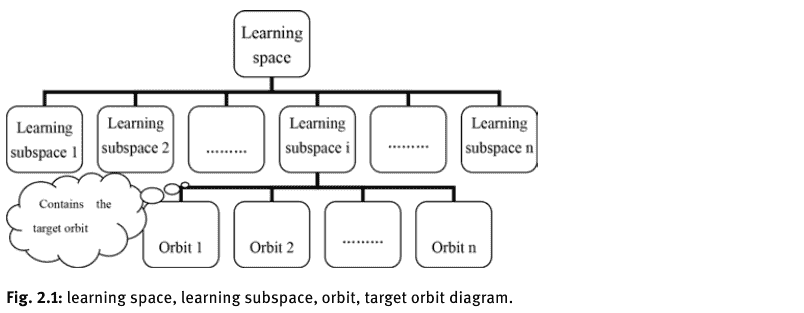 Learning
space
Learning
subspace 1
Learning
subspace 2
.........
Learning
subspace i
.........
Learning
subspace n
Contains the
target orbit
Orbit 1
Orbit 2
.........
Orbit n
Fig. 2.1: learning space, learning subspace, orbit, target orbit diagram.